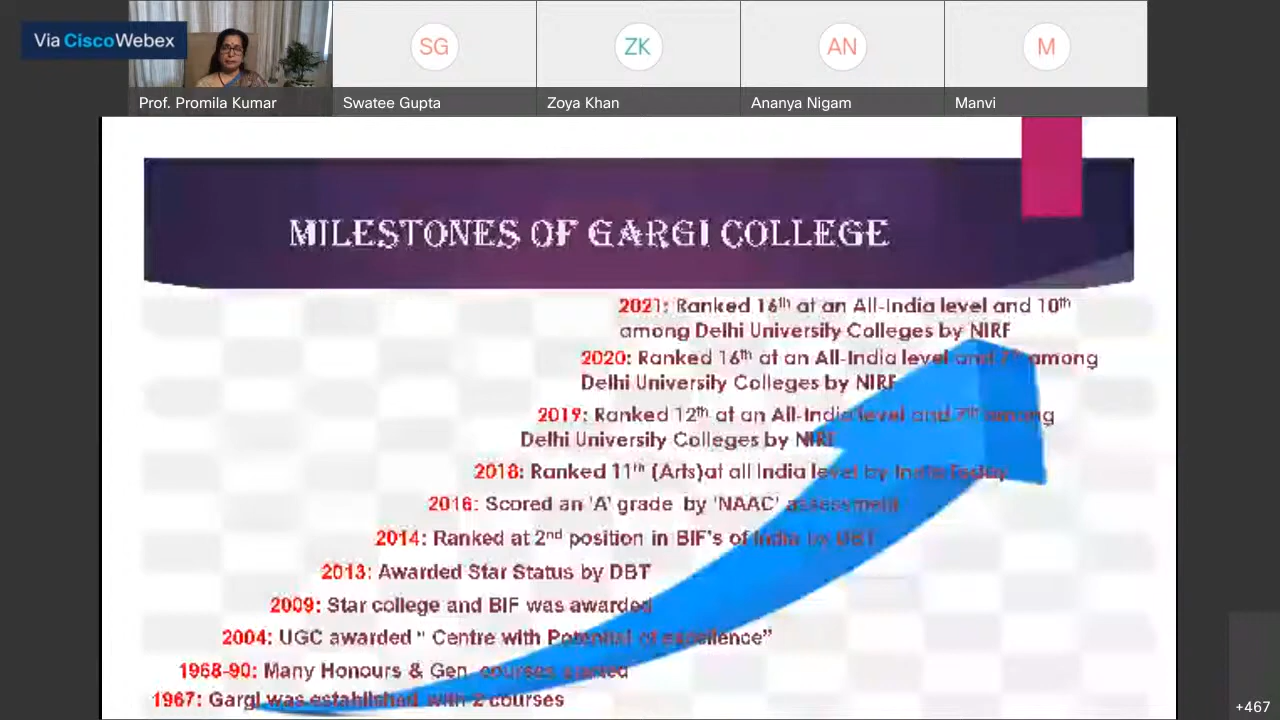 Via Cisco Webex
SG
ZK
AN
M
Prof. Promila Kumar
Swatee Gupta
Zoya Khan
Ananya Nigam
Manvi
MILESTONES OF GARGI COLLEGE
2021: Ranked 16th at an All-India level and 10th
among Delhi University Colleges by NIRF
2020: Ranked 16th at an All-India level and 7th among
Delhi University Colleges by NIRF
2019: Ranked 12th at an All-India level and 7th among
Delhi University Colleges by NIRF
2018: Ranked 11th (Arts)at all India level by India Today
2016: Scored an 'A' grade by 'NAAC' assessment
2014: Ranked at 2nd position in BIF's of India by DBT
2013: Awarded Star Status by DBT
2009: Star college and BIF was awarded
2004: UGC awarded " Centre with Potential of excellence"
1968-90: Many Honours & Gen. courses started
1967: Gargi was established with 2 courses
+467